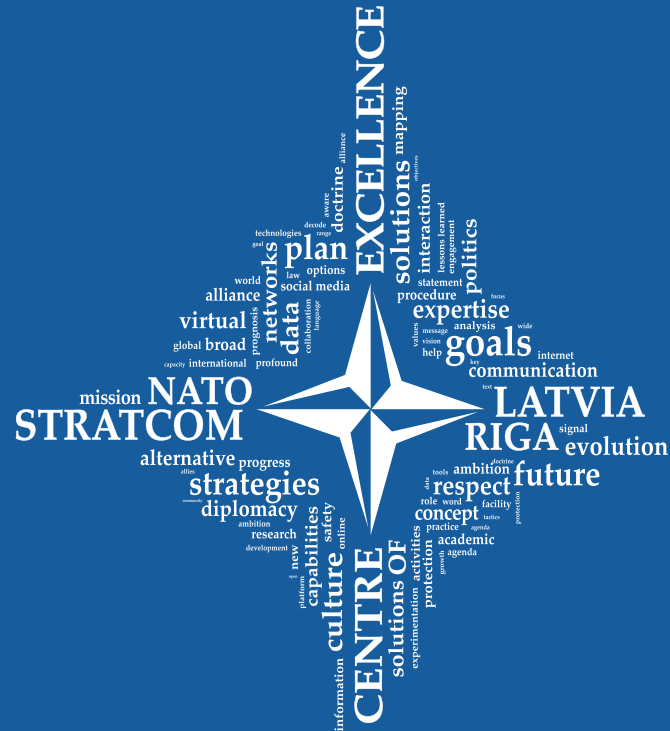 EXCELLENCE
solutions
mapping
objectives
alliance
doctrine
aware
interaction
lessons learned
engagement
politics
technologies
decode
range
goal
plan
networks
law
options
social media
world
alliance
data
collaboration
language
virtual
prognosis
global
broad
capacity
international
profound
statement
procedure
focus
expertise
values
message
analysis
wide
vision
help
goals
key
internet
communication
text
mission
NATO
STRATCOM
LATVIA
RIGA
signal
evolution
alternative
progress
allies
strategies
community
diplomacy
ambition
research
development
safety
online
capabilities
new
platform
culture
information
CENTRE
solutions
OF
activities
experimentation
protection
growth
doctrine
tools
ambition
data
respect
future
role
word
facility
protection
concept
tactics
practice
agenda
academic
agenda